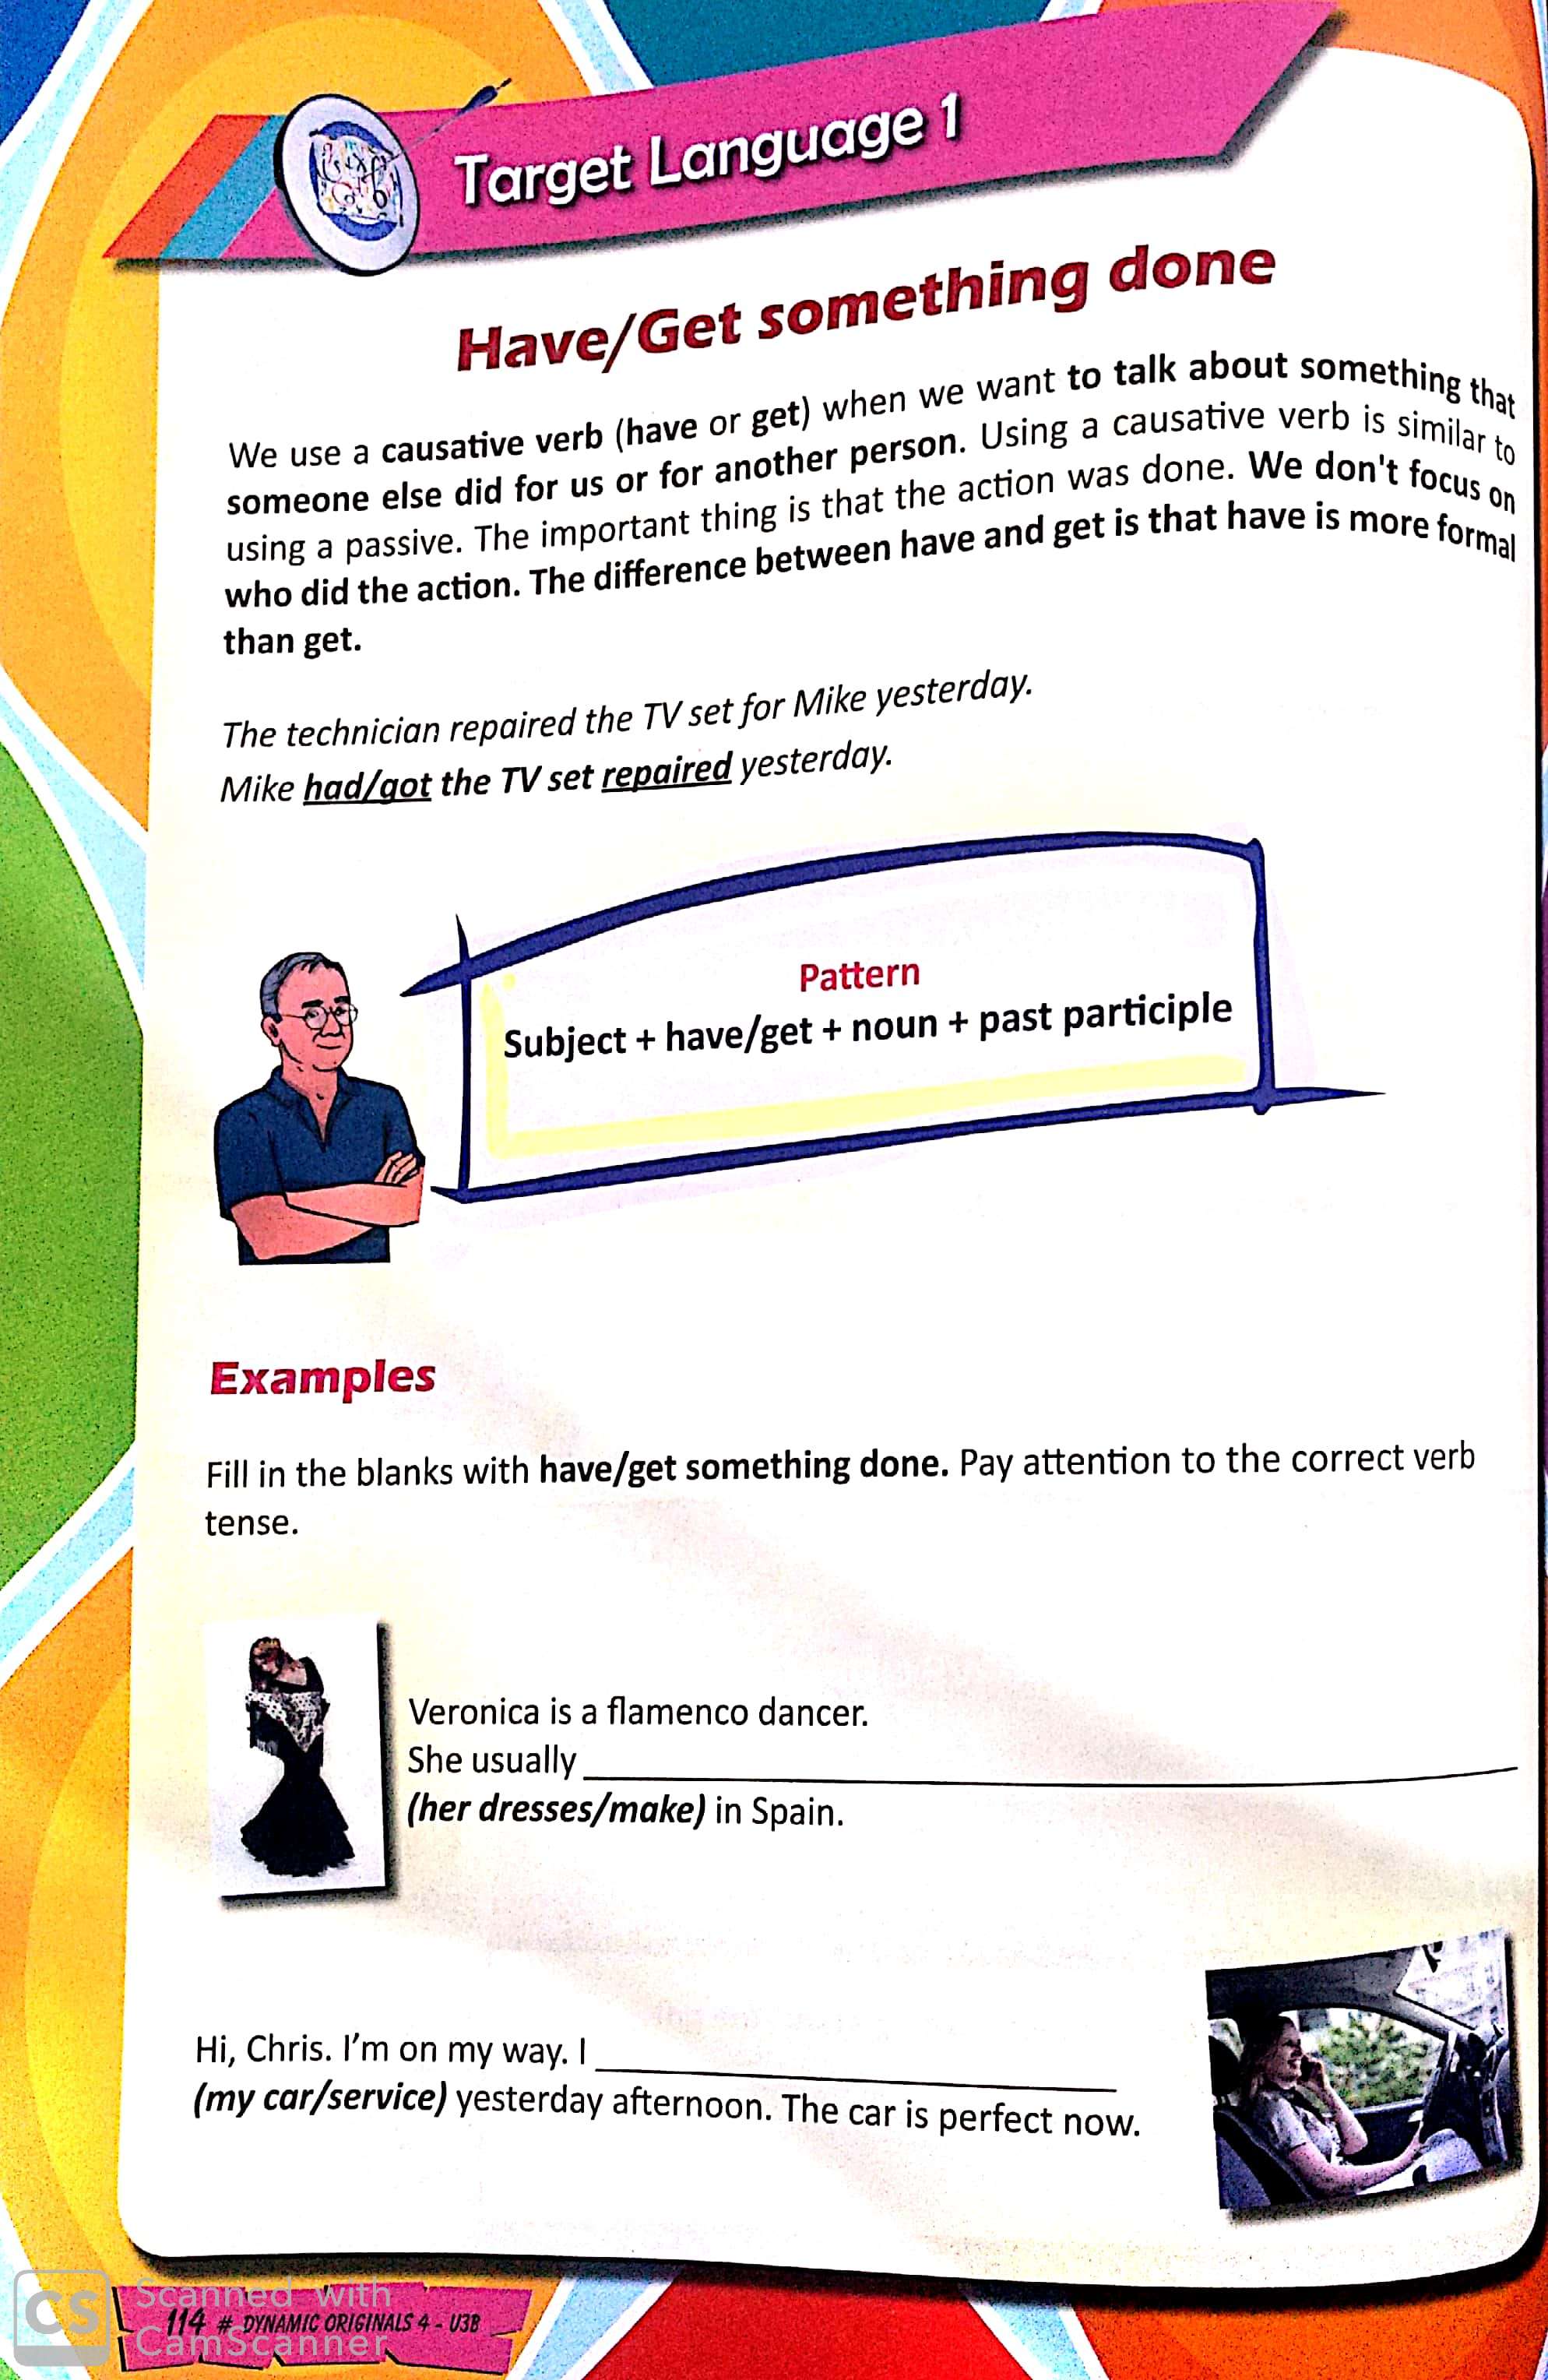 Target Language 1
Have/Get something done
We use a causative verb (have or get) when we want to talk about something that
someone else did for us or for another person. Using a causative verb is similar to
using a passive. The important thing is that the action was done. We don't focus on
who did the action. The difference between have and get is that have is more formal
than get.
The technician repaired the TV set for Mike yesterday.
Mike had/got the TV set repaired yesterday.
Pattern
Subject + have/get + noun + past participle
Examples
Fill in the blanks with have/get something done. Pay attention to the correct verb
tense.
Veronica is a flamenco dancer.
She usually
(her dresses/make) in Spain.
Hi, Chris. I'm on my way. I
(my car/service) yesterday afternoon. The car is perfect now.
114 # DYNAMIC ORIGINALS 4 - U3B
CS
Scanned with
CamScanner